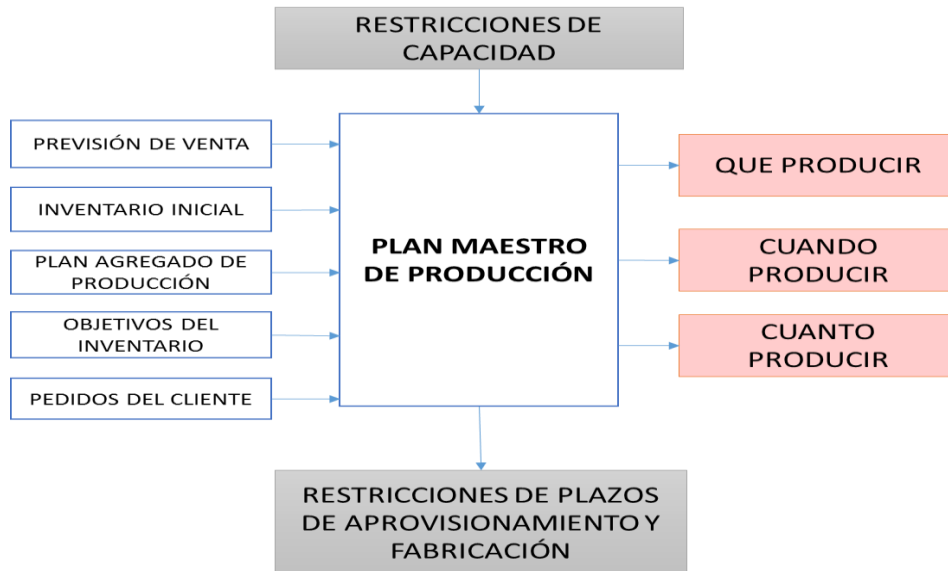 RESTRICCIONES DE
CAPACIDAD
PREVISIÓN DE VENTA
INVENTARIO INICIAL
PLAN AGREGADO DE
PRODUCCIÓN
OBJETIVOS DEL
INVENTARIO
PEDIDOS DEL CLIENTE
PLAN MAESTRO
DE PRODUCCIÓN
QUE PRODUCIR
CUANDO
PRODUCIR
CUANTO
PRODUCIR
RESTRICCIONES DE PLAZOS
DE APROVISIONAMIENTO Y
FABRICACIÓN